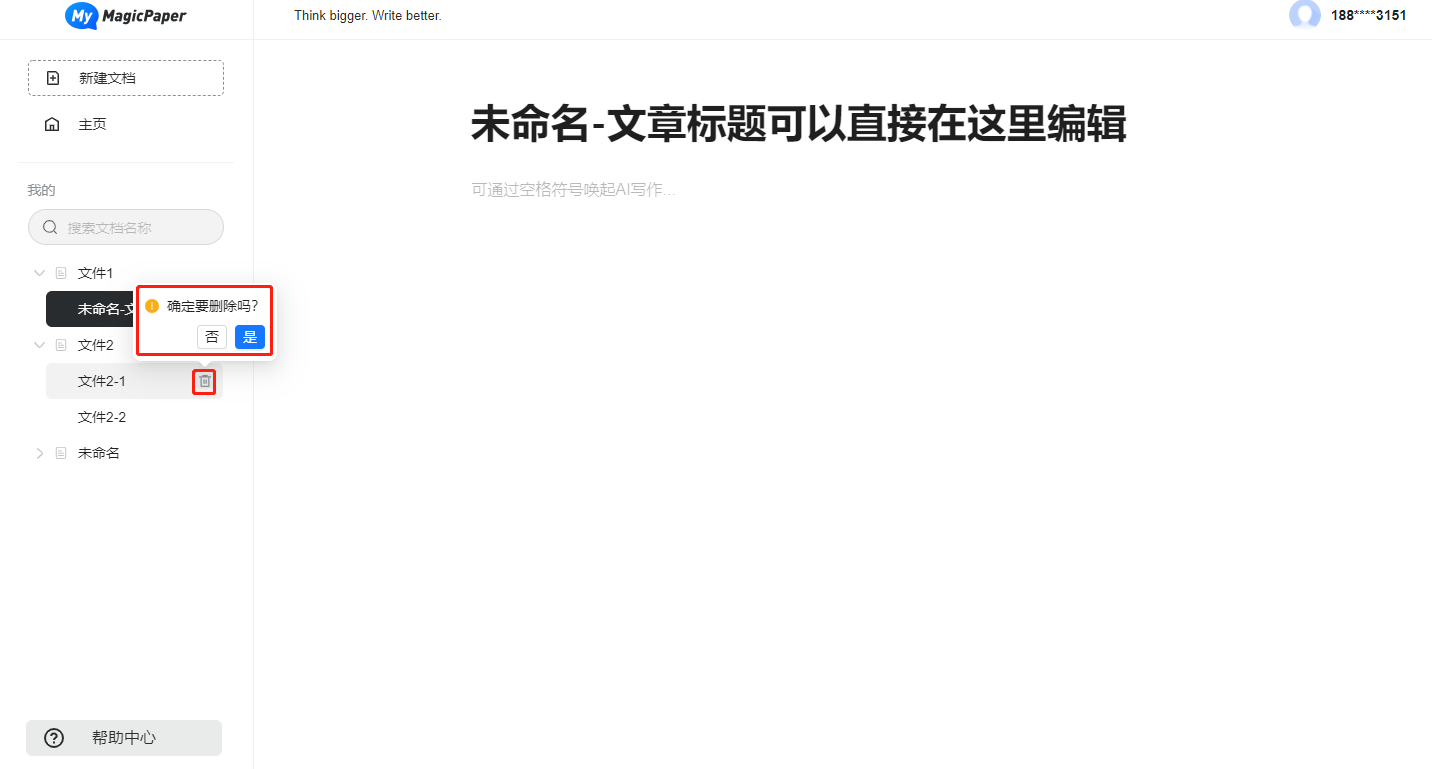 My MagicPaper
Think bigger. Write better.
188****3151
新建文档
主页
我的
搜索文档名称
文件1
未命名-文
文件2
文件2-1
文件2-2
未命名
确定要删除吗?
否 是
未命名-文章标题可以直接在这里编辑
可通过空格符号唤起AI写作...
帮助中心